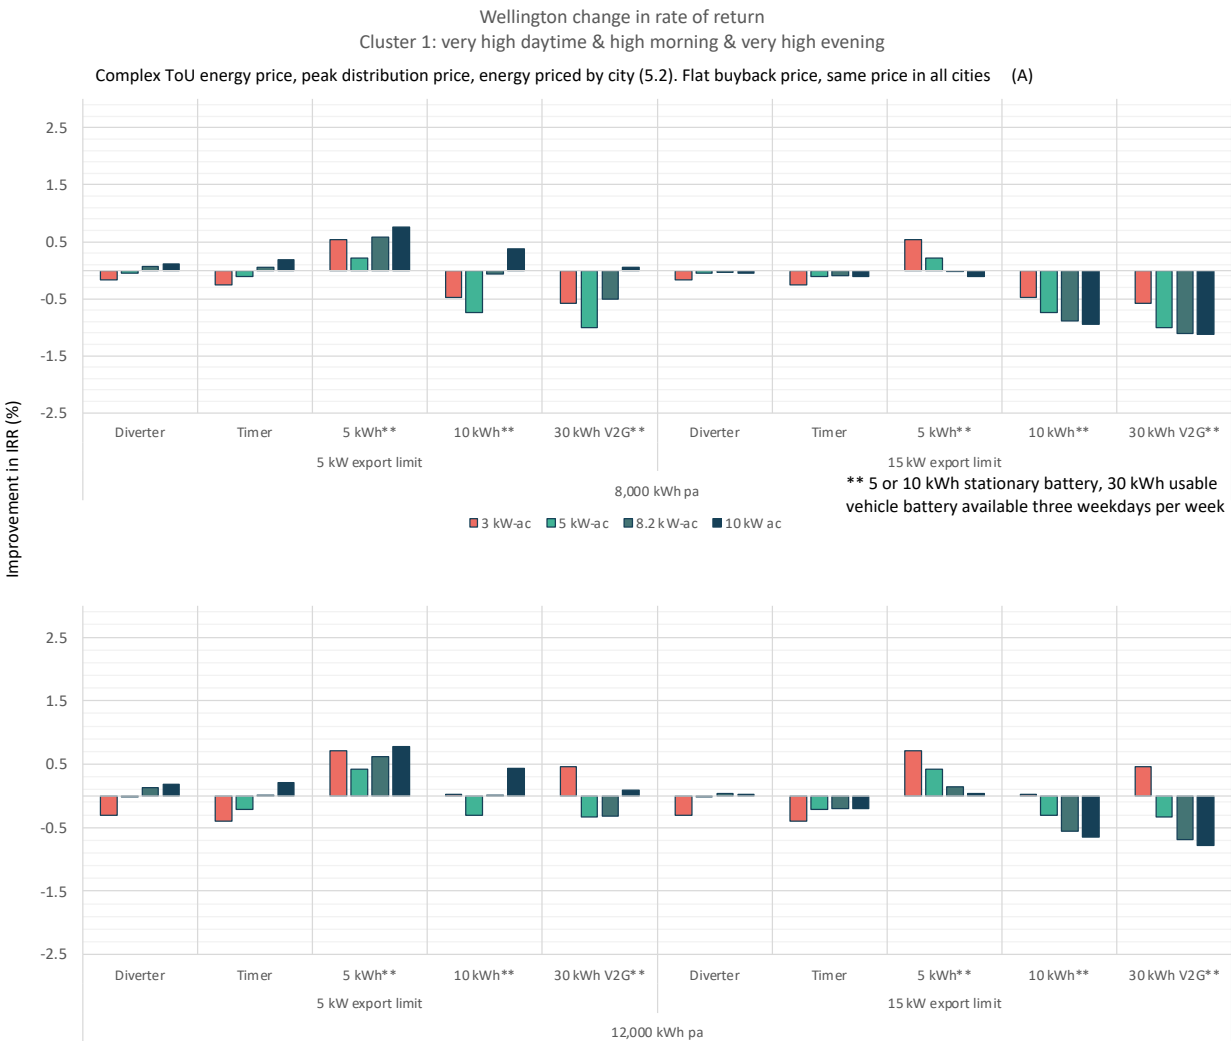 Wellington change in rate of return
Cluster 1: very high daytime & high morning & very high evening
Complex ToU energy price, peak distribution price, energy priced by city (5.2). Flat buyback price, same price in all cities (A)
Improvement in IRR (%)
2.5
1.5
0.5
-0.5
-1.5
-2.5
Diverter Timer 5 kWh** 10 kWh** 30 kWh V2G** Diverter Timer 5 kWh** 10 kWh** 30 kWh V2G**
5 kW export limit 15 kW export limit
8,000 kWh pa
** 5 or 10 kWh stationary battery, 30 kWh usable
vehicle battery available three weekdays per week
3 kW-ac 5 kW-ac 8.2 kW-ac 10 kW ac
2.5
1.5
0.5
-0.5
-1.5
-2.5
Diverter Timer 5 kWh** 10 kWh** 30 kWh V2G** Diverter Timer 5 kWh** 10 kWh** 30 kWh V2G**
5 kW export limit 15 kW export limit
12,000 kWh pa